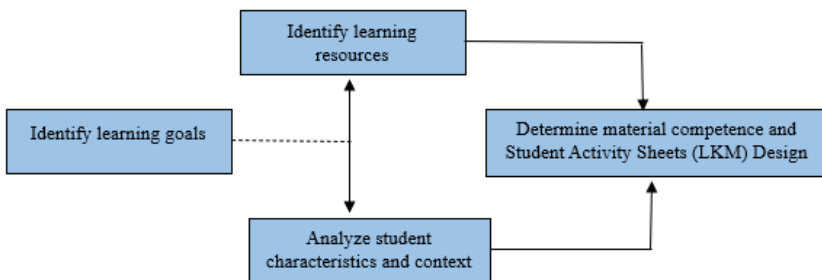 Identify learning
resources
Identify learning goals
Determine material competence and
Student Activity Sheets (LKM) Design
Analyze student
characteristics and context